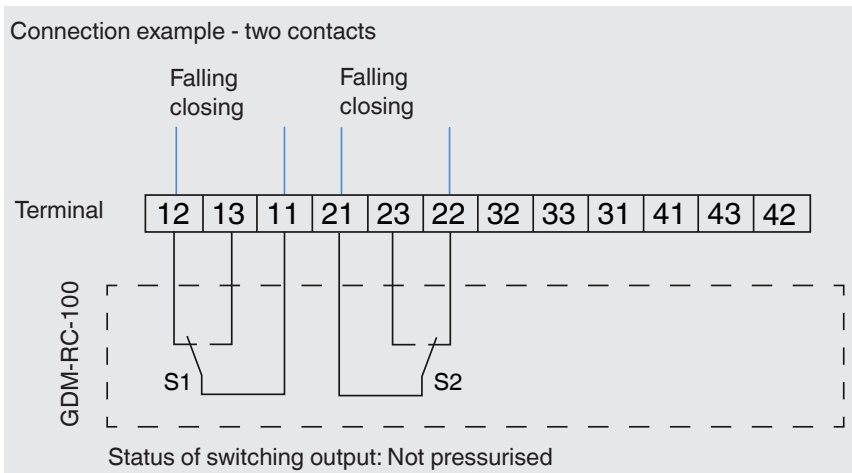 Connection example - two contacts
Falling closing
Falling closing
Terminal
12 13 11 21 23 22 32 33 31 41 43 42
GDM-RC-100
S1
S2
Status of switching output: Not pressurised